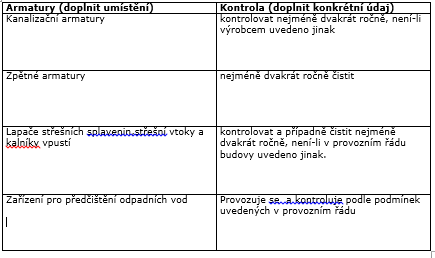 Armatury (doplnit umístění)
Kontrola (doplnit konkrétní údaj)
Kanalizační armatury
kontrolovat nejméně dvakrát ročně, není-li
výrobcem uvedeno jinak
Zpětné armatury
nejméně dvakrát ročně čistit
Lapače střešních splavenin,střešní vtoky a
kalníky vpustí
kontrolovat a případně čistit nejméně
dvakrát ročně, není-li v provozním řádu
budovy uvedeno jinak.
Zařízení pro předčištění odpadních vod
Provozuje se  a kontroluje podle podmínek
uvedených v provozním řádu